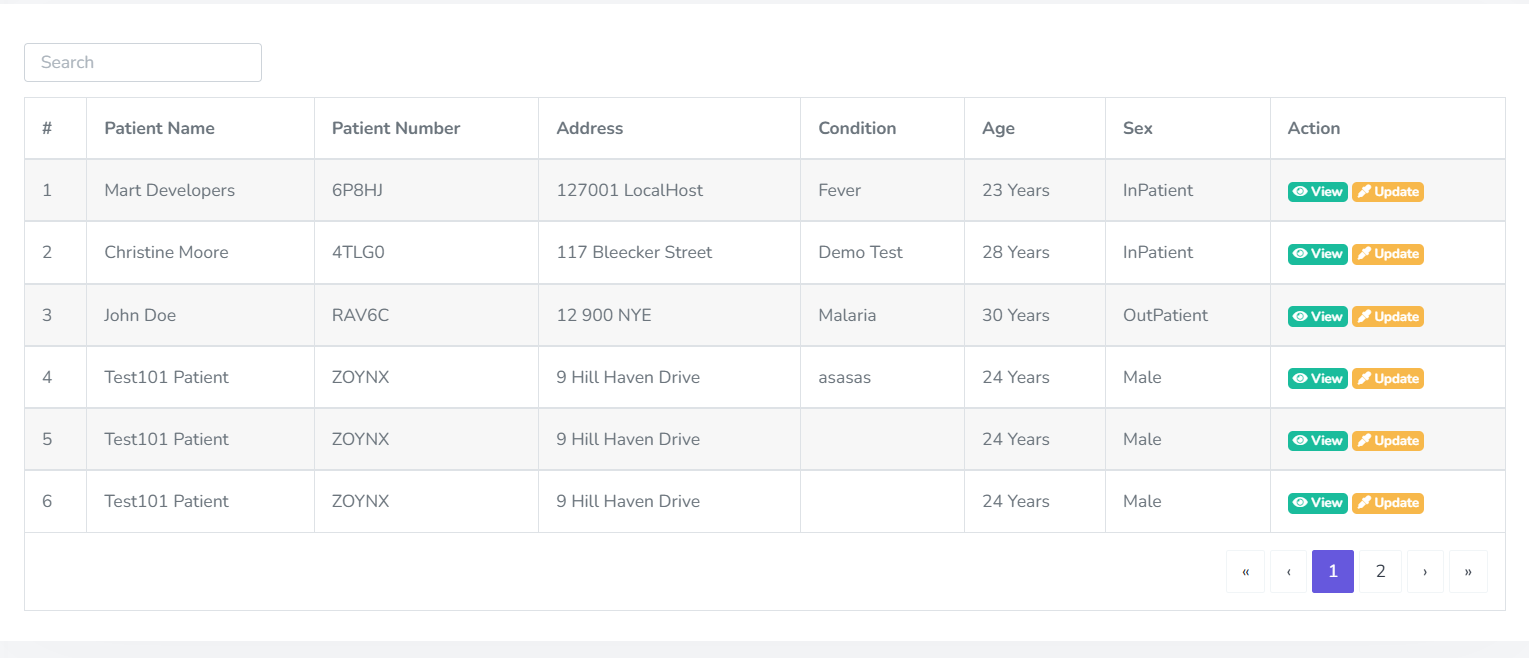 Search
# Patient Name Patient Number Address Condition Age Sex Action
1 Mart Developers 6P8HJ 127001 LocalHost Fever 23 Years InPatient View Update
2 Christine Moore 4TLG0 117 Bleecker Street Demo Test 28 Years InPatient View Update
3 John Doe RAV6C 12 900 NYE Malaria 30 Years OutPatient View Update
4 Test101 Patient ZOYNX 9 Hill Haven Drive asasas 24 Years Male View Update
5 Test101 Patient ZOYNX 9 Hill Haven Drive 24 Years Male View Update
6 Test101 Patient ZOYNX 9 Hill Haven Drive 24 Years Male View Update
« ‹ 1 2 › »